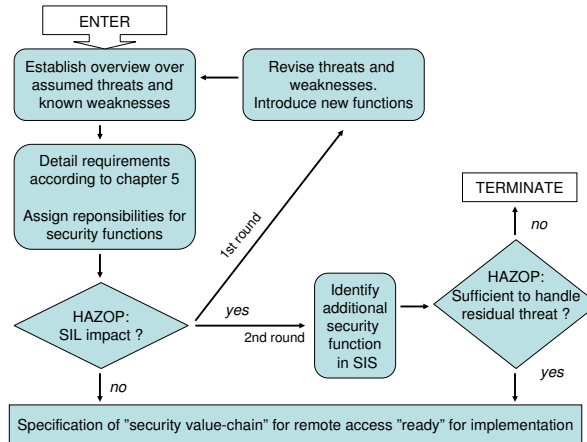 ENTER
Establish overview over
assumed threats and
known weaknesses
Revise threats and
weaknesses.
Introduce new functions
Detail requirements
according to chapter 5
Assign reponsibilities for
security functions
TERMINATE
no
1st round
HAZOP:
SIL impact ?
yes
2nd round
Identify
additional
security
function
in SIS
HAZOP:
Sufficient to handle
residual threat ?
no
yes
Specification of "security value-chain" for remote access "ready" for implementation